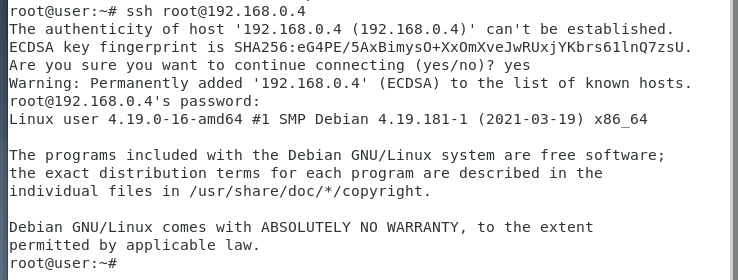 root@user:~# ssh root@192.168.0.4
The authenticity of host '192.168.0.4 (192.168.0.4)' can't be established.
ECDSA key fingerprint is SHA256:eG4PE/5AxBimysO+XxOmXveJwRUxjYKbrs61lnQ7zsU.
Are you sure you want to continue connecting (yes/no)? yes
Warning: Permanently added '192.168.0.4' (ECDSA) to the list of known hosts.
root@192.168.0.4's password:
Linux user 4.19.0-16-amd64 #1 SMP Debian 4.19.181-1 (2021-03-19) x86_64

The programs included with the Debian GNU/Linux system are free software;
the exact distribution terms for each program are described in the
individual files in /usr/share/doc/*/copyright.

Debian GNU/Linux comes with ABSOLUTELY NO WARRANTY, to the extent
permitted by applicable law.
root@user:~#